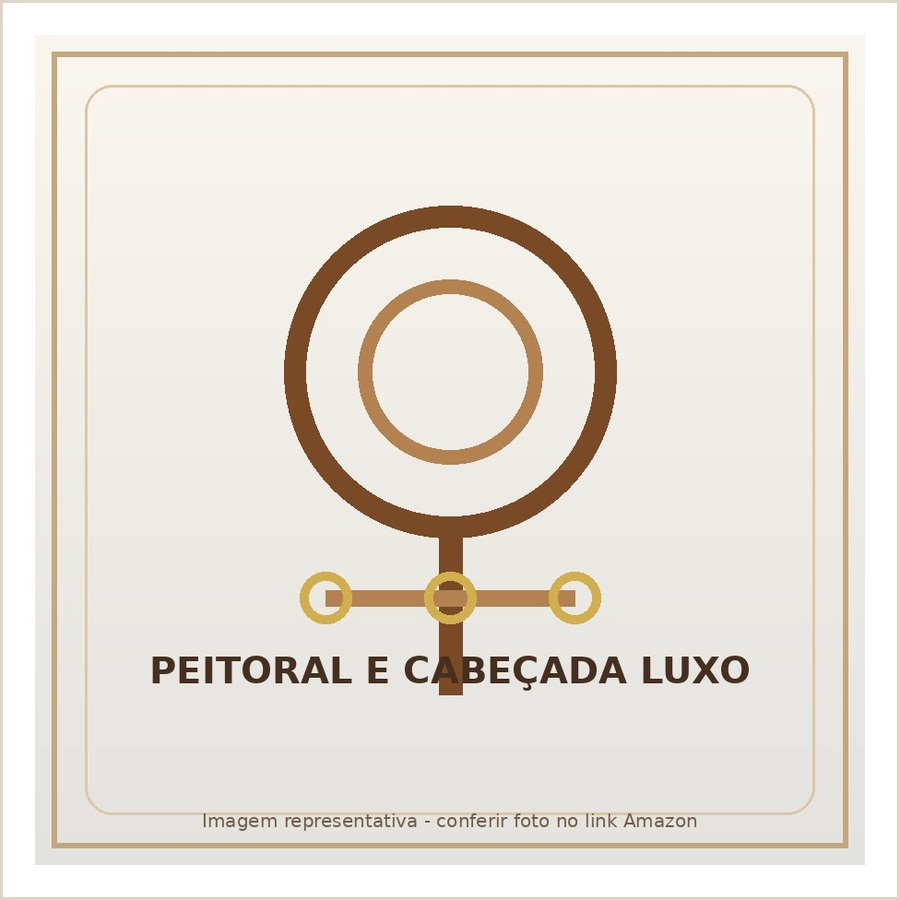 PEITORAL E CABEÇADA LUXO
Imagem representativa - conferir foto no link Amazon